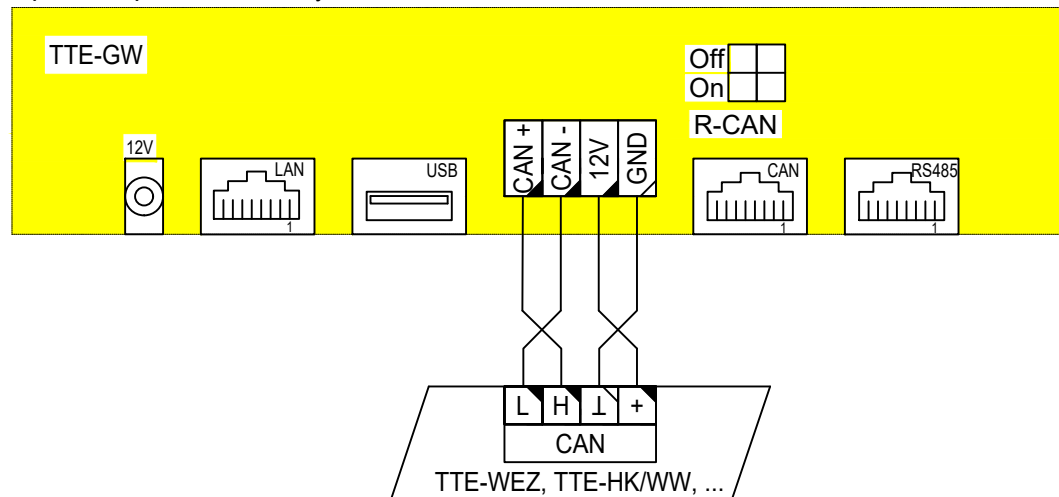 TTE-GW
Off
On
R-CAN
12V
LAN
1
USB
CAN +
CAN -
12V
GND
CAN
1
RS485
1
L H ⊥ +
CAN
TTE-WEZ, TTE-HK/WW, ...